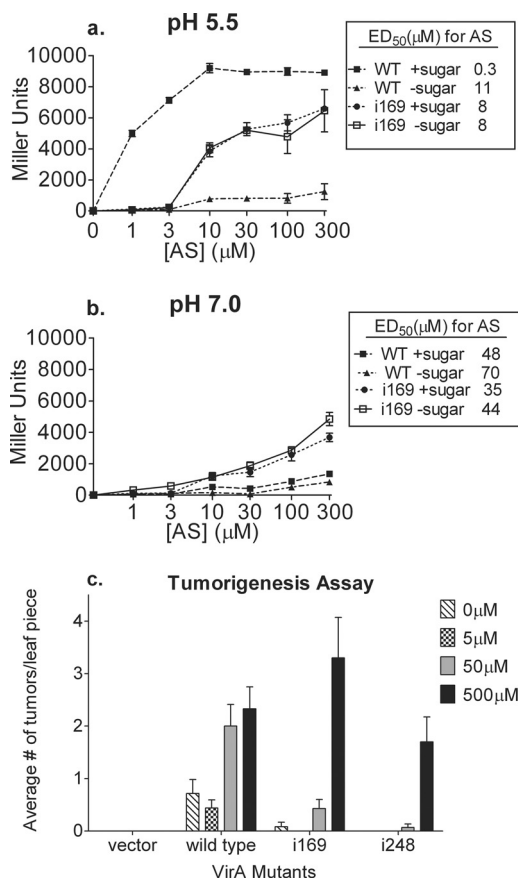 a.
pH 5.5
Miller Units
10000
8000
6000
4000
2000
0
0 1 3 10 30 100 300
[AS] (μM)
ED50(μM) for AS
WT +sugar 0.3
WT -sugar 11
i169 +sugar 8
i169 -sugar 8
b.
pH 7.0
Miller Units
10000
8000
6000
4000
2000
0
1 3 10 30 100 300
[AS] (μM)
ED50(μM) for AS
WT +sugar 48
WT -sugar 70
i169 +sugar 35
i169 -sugar 44
c.
Tumorigenesis Assay
Average # of tumors/leaf piece
4
3
2
1
0
vector wild type i169 i248
VirA Mutants
0μM
5μM
50μM
500μM